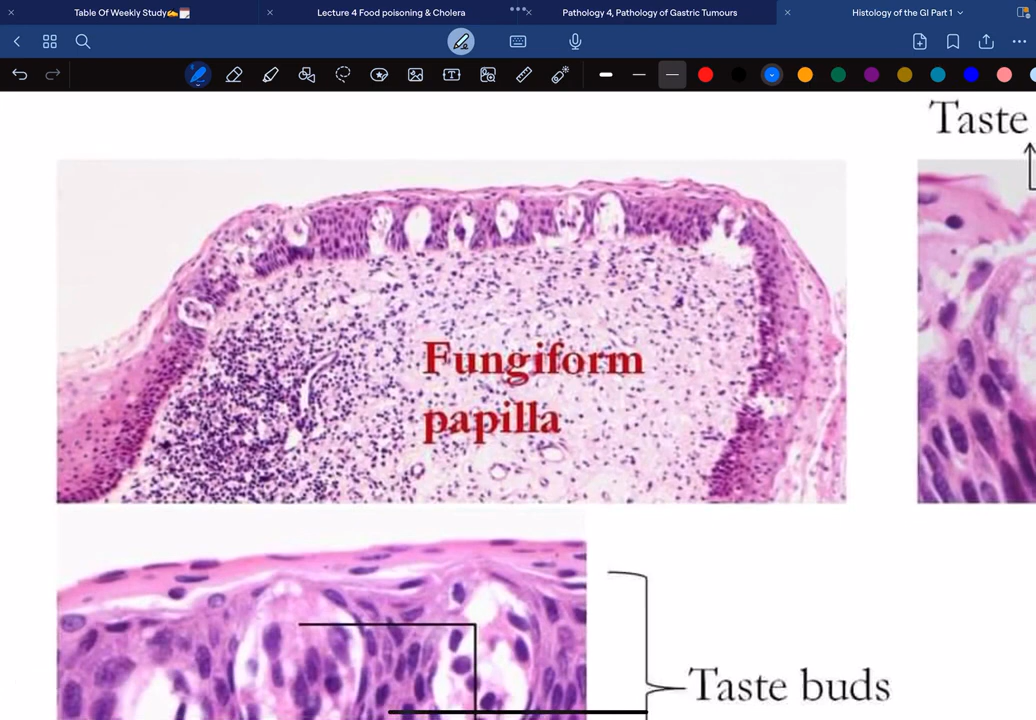 Table Of Weekly Study✍️🗓️
Lecture 4 Food poisoning & Cholera
Pathology 4, Pathology of Gastric Tumours
Histology of the GI Part 1
Taste
Fungiform
papilla
Taste buds